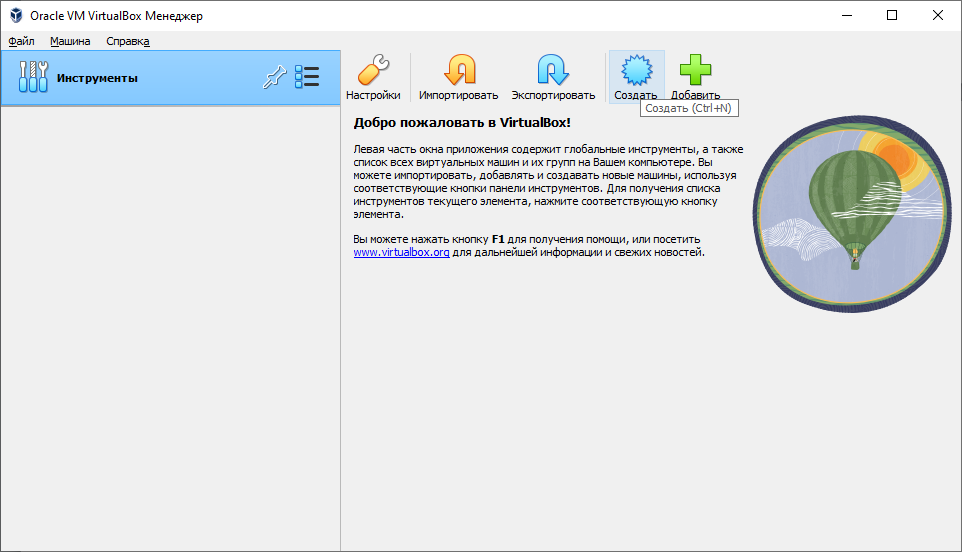 Oracle VM VirtualBox Менеджер
Файл Машина Справка
Инструменты
Настройки Импортировать Экспортировать Создать Добавить
Создать (Ctrl+N)
Добро пожаловать в VirtualBox!
Левая часть окна приложения содержит глобальные инструменты, а также
список всех виртуальных машин и их групп на Вашем компьютере. Вы
можете импортировать, добавлять и создавать новые машины, используя
соответствующие кнопки панели инструментов. Для получения списка
инструментов текущего элемента, нажмите соответствующую кнопку
элемента.
Вы можете нажать кнопку F1 для получения помощи, или посетить
www.virtualbox.org для дальнейшей информации и свежих новостей.